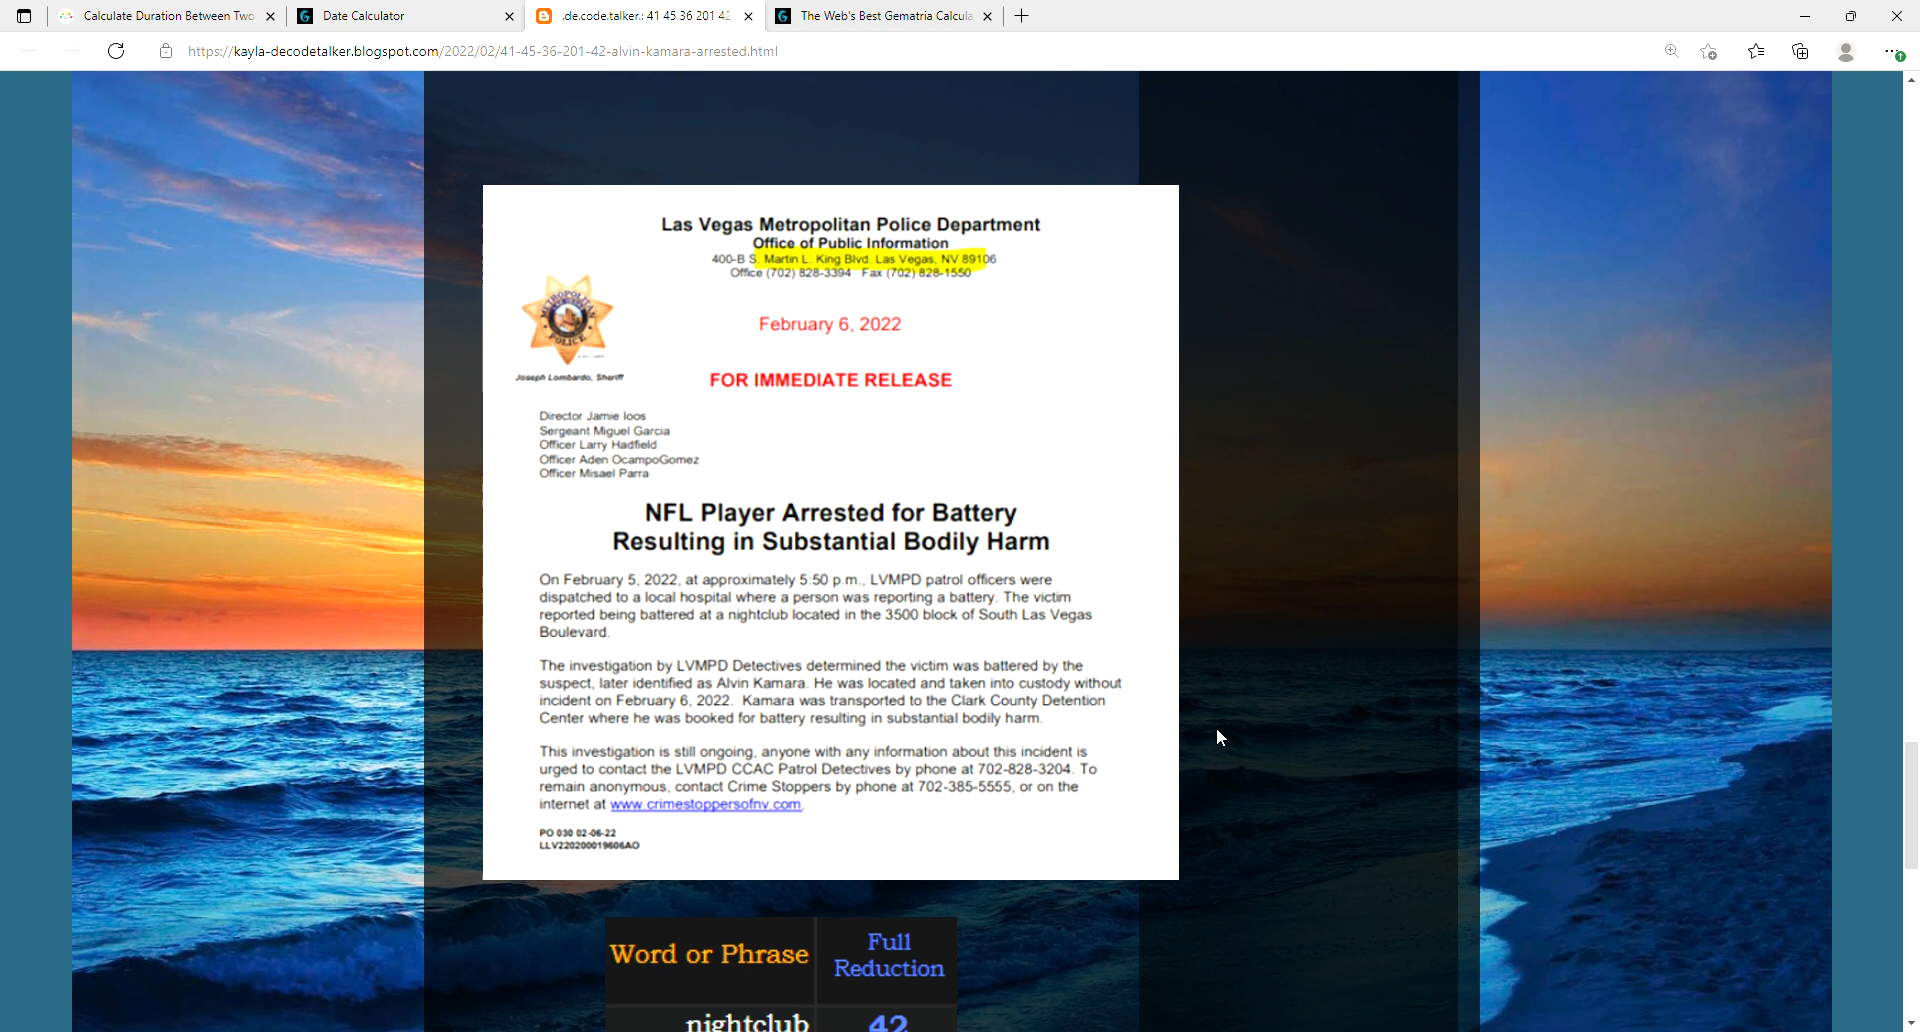 Calculate Duration Between Two
Date Calculator
.de.code.talker.: 41 45 36 201 42
The Web's Best Gematria Calcula
https://kayla-decodetalker.blogspot.com/2022/02/41-45-36-201-42-alvin-kamara-arrested.html
Las Vegas Metropolitan Police Department
Office of Public Information
400-B S. Martin L. King Blvd. Las Vegas, NV 89106
Office (702) 828-3394 Fax (702) 828-1550
METROPOLITAN
POLICE
Joseph Lombardo, Sheriff
February 6, 2022
FOR IMMEDIATE RELEASE
Director Jamie Ioos
Sergeant Miguel Garcia
Officer Larry Hadfield
Officer Aden OcampoGomez
Officer Misael Parra
NFL Player Arrested for Battery
Resulting in Substantial Bodily Harm
On February 5, 2022, at approximately 5:50 p.m., LVMPD patrol officers were
dispatched to a local hospital where a person was reporting a battery. The victim
reported being battered at a nightclub located in the 3500 block of South Las Vegas
Boulevard.
The investigation by LVMPD Detectives determined the victim was battered by the
suspect, later identified as Alvin Kamara. He was located and taken into custody without
incident on February 6, 2022. Kamara was transported to the Clark County Detention
Center where he was booked for battery resulting in substantial bodily harm.
This investigation is still ongoing, anyone with any information about this incident is
urged to contact the LVMPD CCAC Patrol Detectives by phone at 702-828-3204. To
remain anonymous, contact Crime Stoppers by phone at 702-385-5555, or on the
internet at www.crimestoppersofnv.com.
PO 030 02-06-22
LLV220200019606AO
Word or Phrase
Full
Reduction
nightclub
42